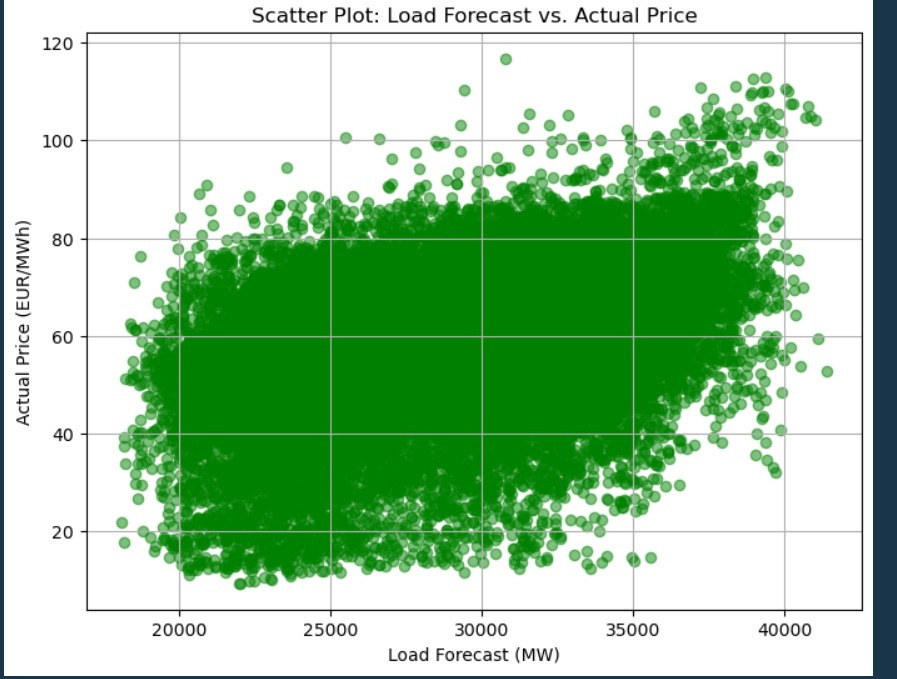 Scatter Plot: Load Forecast vs. Actual Price
120
100
80
60
40
20
Actual Price (EUR/MWh)
20000 25000 30000 35000 40000
Load Forecast (MW)